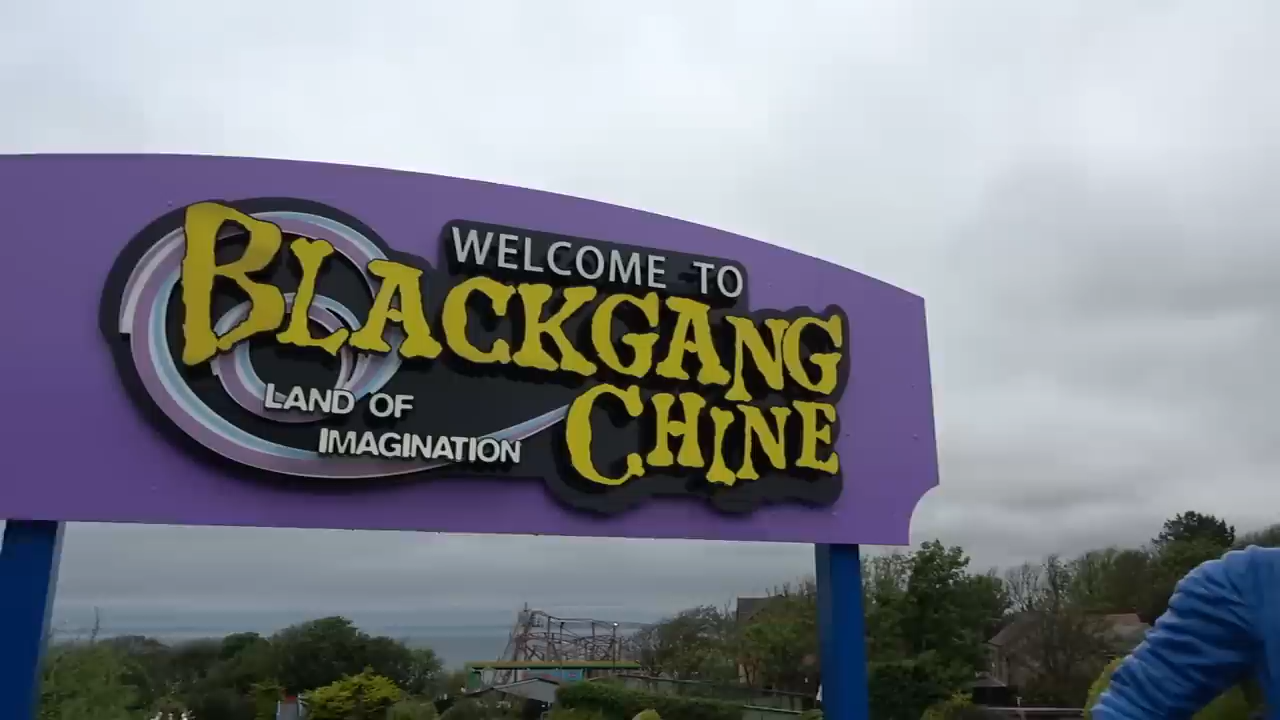 WELCOME TO
BLACKGANG
CHINE
LAND OF
IMAGINATION